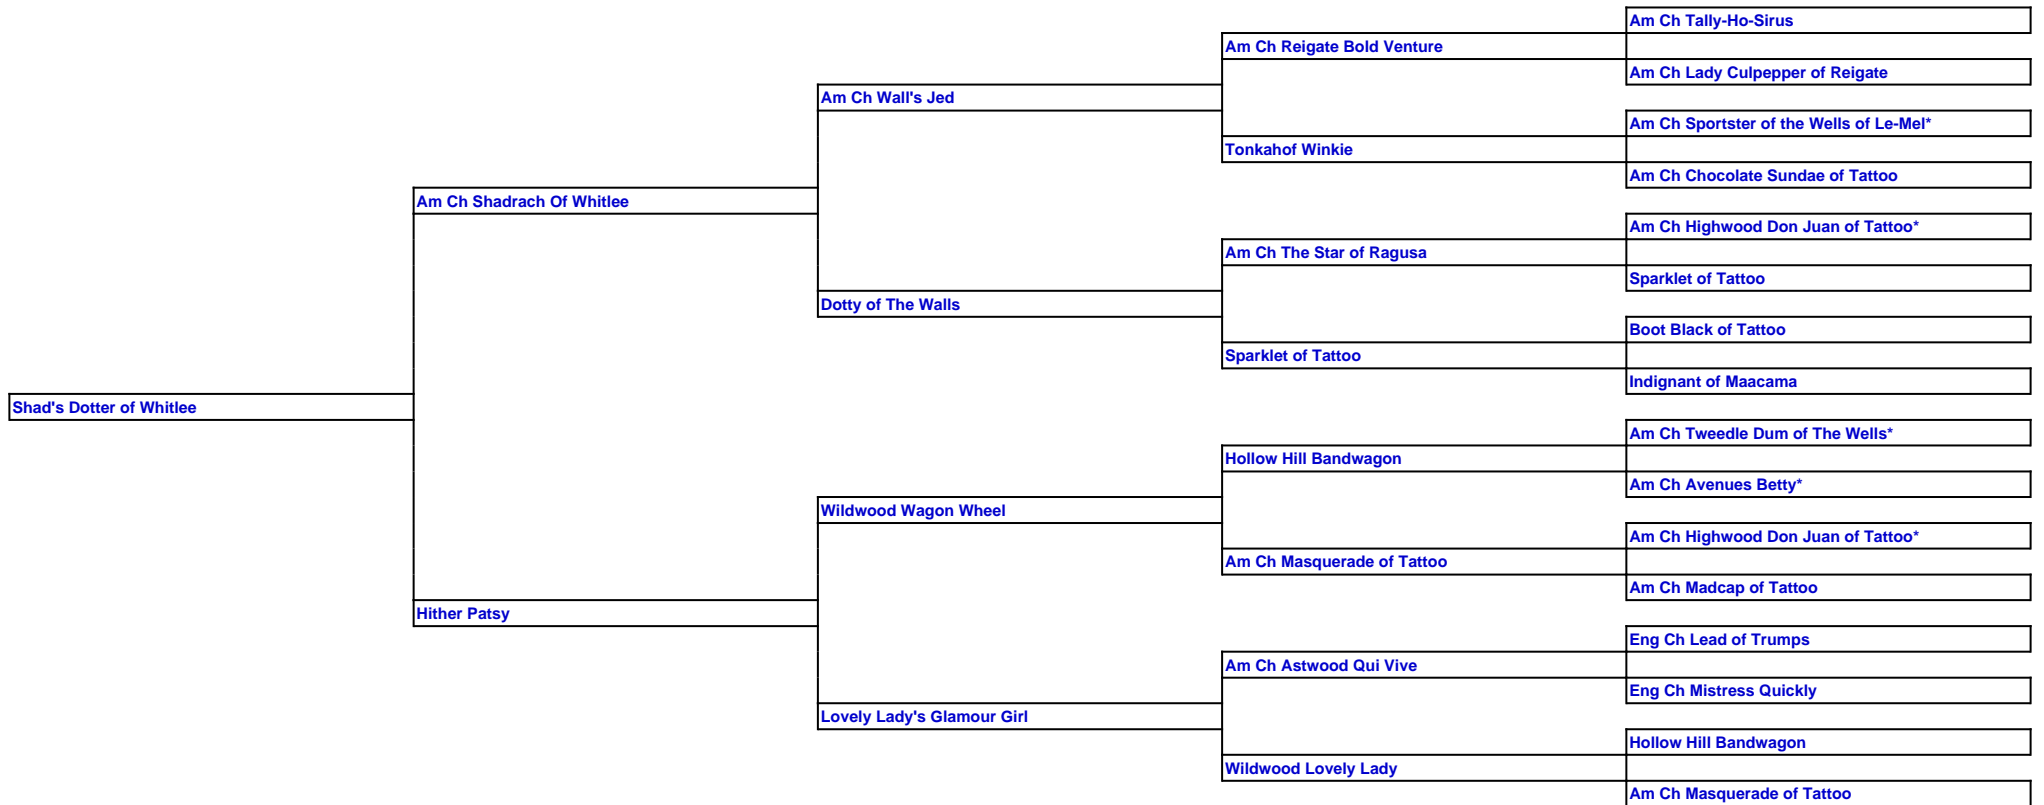 Am Ch Tally-Ho-Sirus
Am Ch Reigate Bold Venture
Am Ch Lady Culpepper of Reigate
Am Ch Wall's Jed
Am Ch Sportster of the Wells of Le-Mel*
Tonkahof Winkie
Am Ch Chocolate Sundae of Tattoo
Am Ch Shadrach Of Whitlee
Am Ch Highwood Don Juan of Tattoo*
Am Ch The Star of Ragusa
Sparklet of Tattoo
Dotty of The Walls
Boot Black of Tattoo
Sparklet of Tattoo
Indignant of Maacama
Shad's Dotter of Whitlee
Am Ch Tweedle Dum of The Wells*
Hollow Hill Bandwagon
Am Ch Avenues Betty*
Wildwood Wagon Wheel
Am Ch Highwood Don Juan of Tattoo*
Am Ch Masquerade of Tattoo
Am Ch Madcap of Tattoo
Hither Patsy
Eng Ch Lead of Trumps
Am Ch Astwood Qui Vive
Eng Ch Mistress Quickly
Lovely Lady's Glamour Girl
Hollow Hill Bandwagon
Wildwood Lovely Lady
Am Ch Masquerade of Tattoo